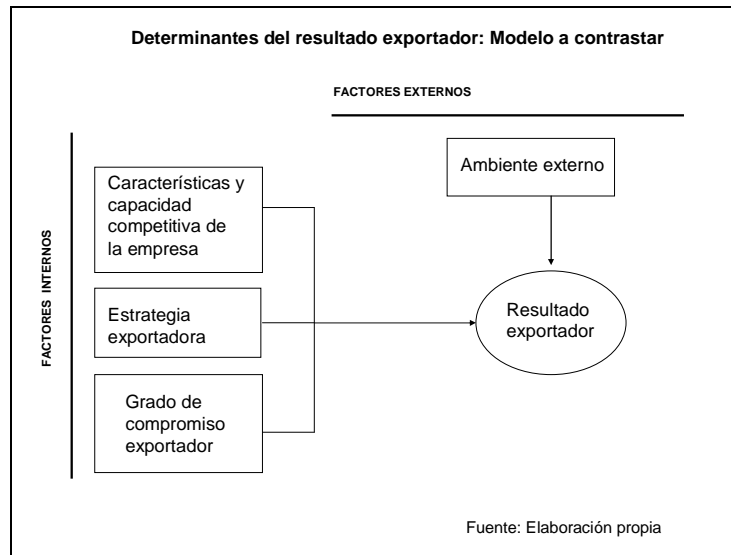 Determinantes del resultado exportador: Modelo a contrastar
FACTORES EXTERNOS
Ambiente externo
FACTORES INTERNOS
Características y
capacidad
competitiva de
la empresa
Estrategia
exportadora
Grado de
compromiso
exportador
Resultado
exportador
Fuente: Elaboración propia